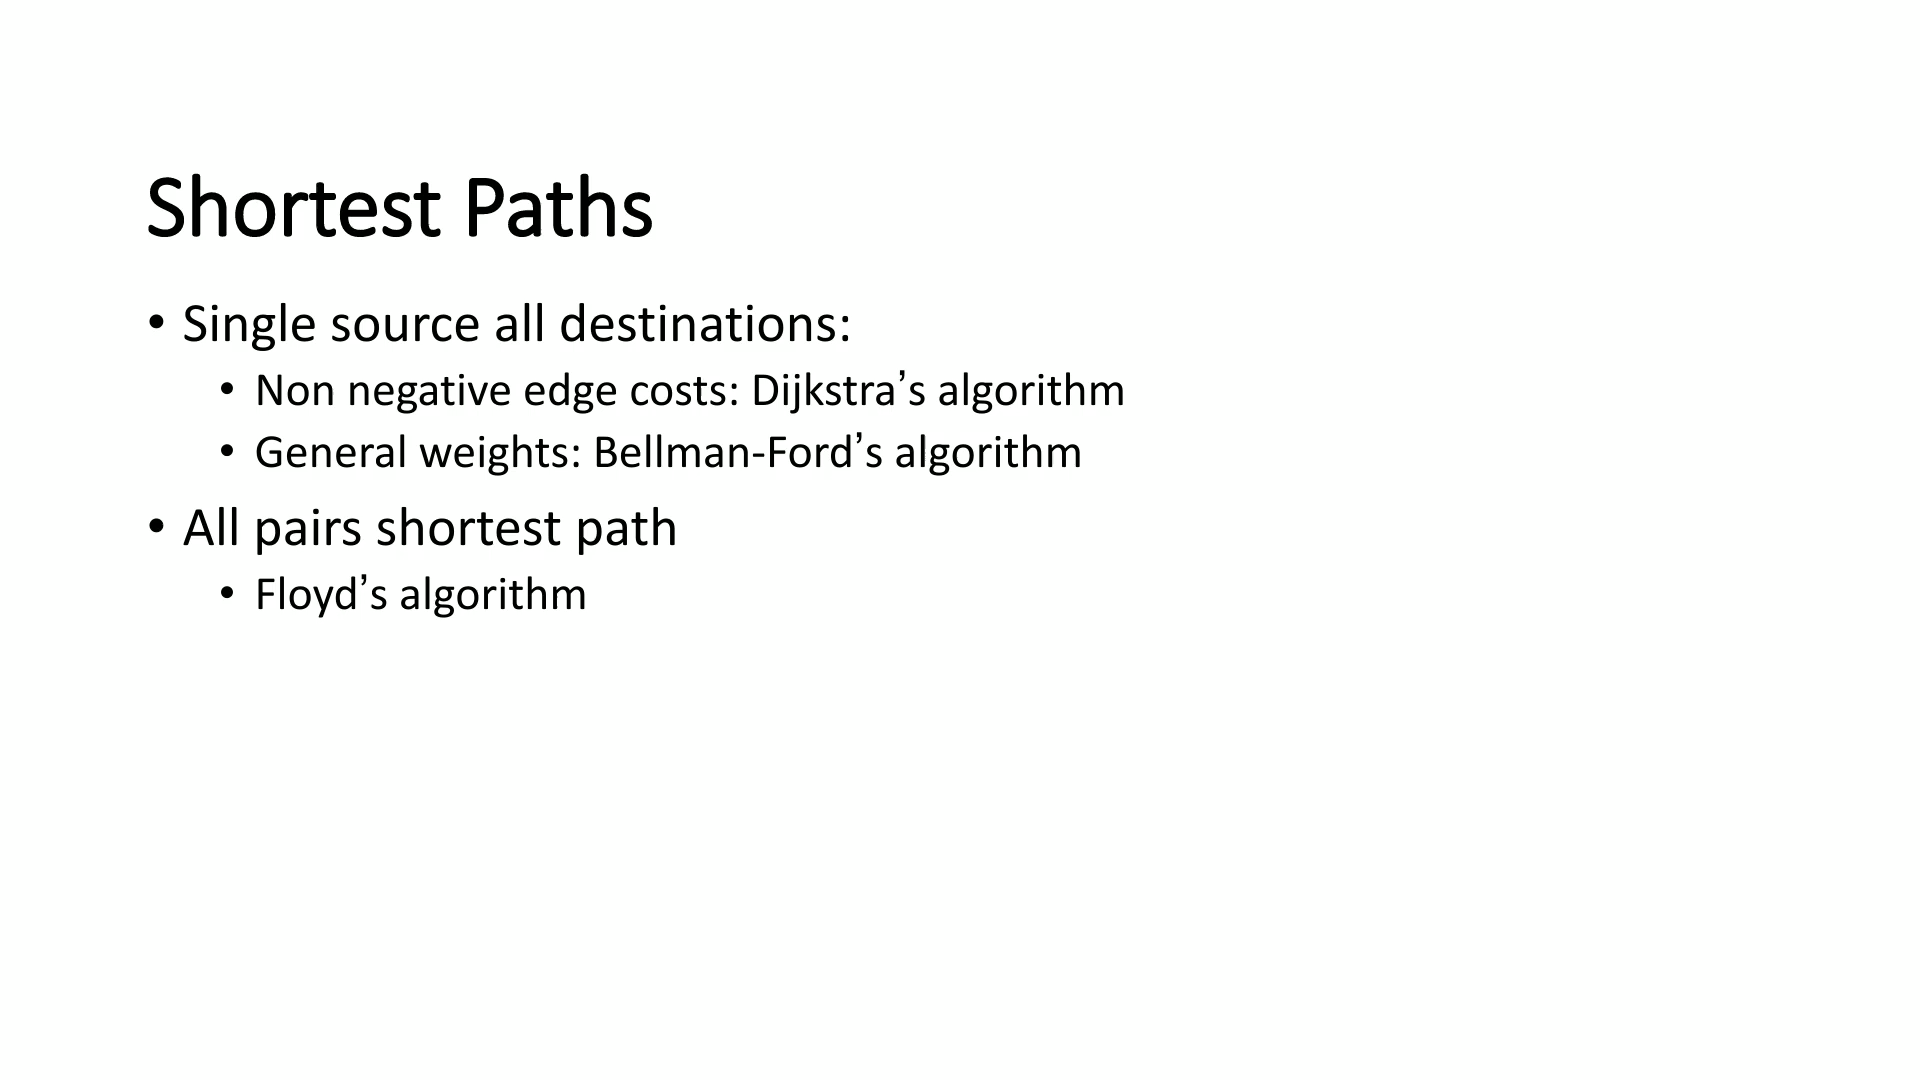 Shortest Paths
• Single source all destinations:
• Non negative edge costs: Dijkstra’s algorithm
• General weights: Bellman-Ford’s algorithm
• All pairs shortest path
• Floyd’s algorithm